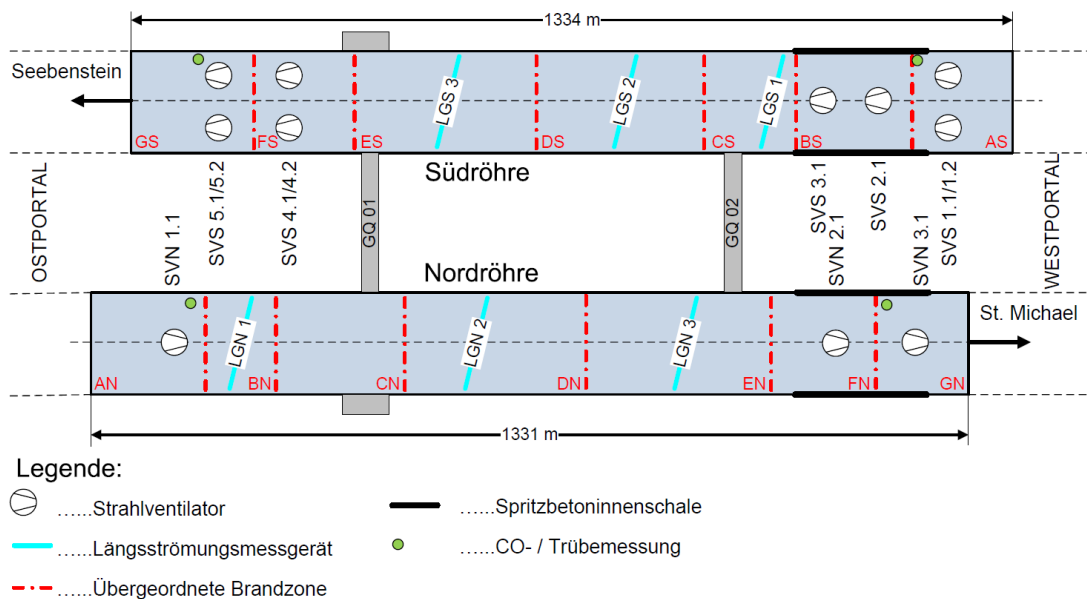 1334 m
Seebenstein
LGS 3
LGS 2
LGS 1
GS
FS
ES
DS
CS
BS
AS
Südröhre
OSTPORTAL
SVN 1.1
SVS 5.1/5.2
SVS 4.1/4.2
GQ 01
GQ 02
SVS 3.1
SVN 2.1
SVS 2.1
SVN 3.1
SVS 1.1/1.2
WESTPORTAL
Nordröhre
St. Michael
LGN 1
LGN 2
LGN 3
AN
BN
CN
DN
EN
FN
GN
1331 m
Legende:
......Strahlventilator
......Spritzbetoninnenschale
......Längsströmungsmessgerät
......CO- / Trübemessung
......Übergeordnete Brandzone